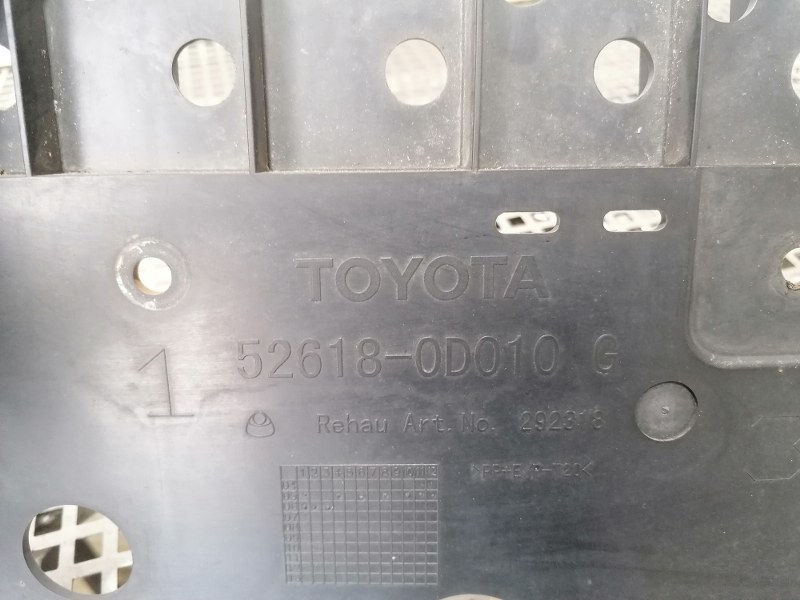 TOYOTA
1 52618-0D010 G
Rehau Art.No. 292318